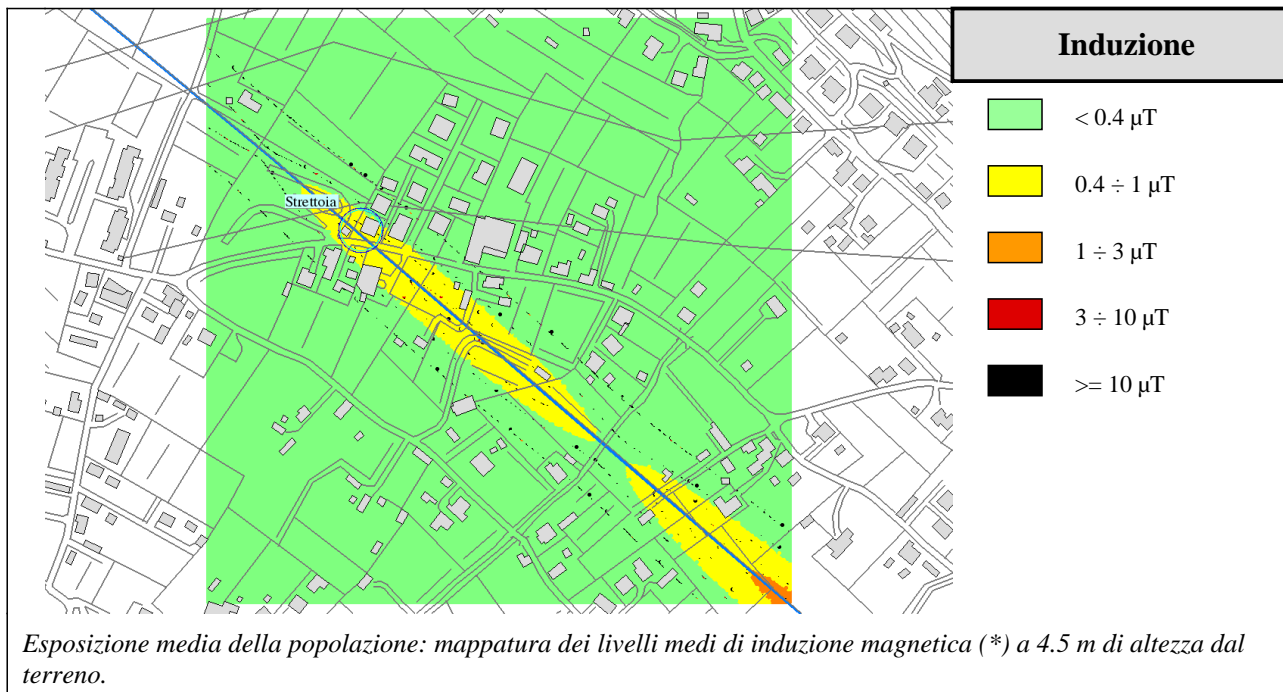 Induzione
< 0.4 µT
0.4 ÷ 1 µT
1 ÷ 3 µT
3 ÷ 10 µT
>= 10 µT
Strettoia
Esposizione media della popolazione: mappatura dei livelli medi di induzione magnetica (*) a 4.5 m di altezza dal
terreno.